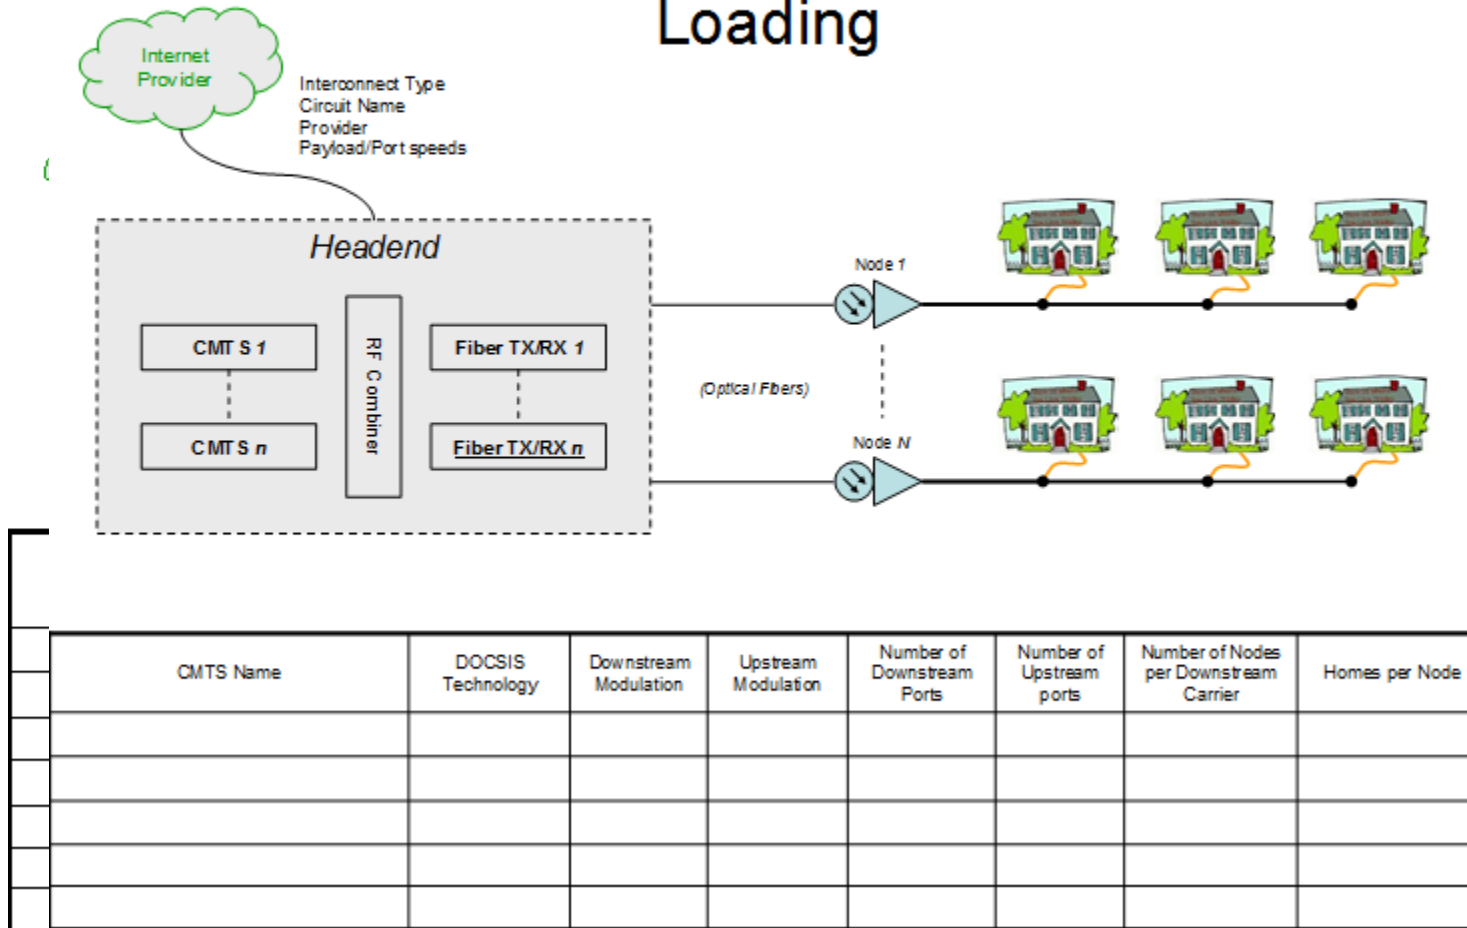 Loading
Internet
Provider
Interconnect Type
Circuit Name
Provider
Payload/Port speeds
Headend
CMTS 1
RF Combiner
Fiber TX/RX 1
CMTS n
Fiber TX/RX n
(Optical Fibers)
Node 1
Node N
CMTS Name
DOCSIS
Technology
Downstream
Modulation
Upstream
Modulation
Number of
Downstream
Ports
Number of
Upstream
ports
Number of Nodes
per Downstream
Carrier
Homes per Node